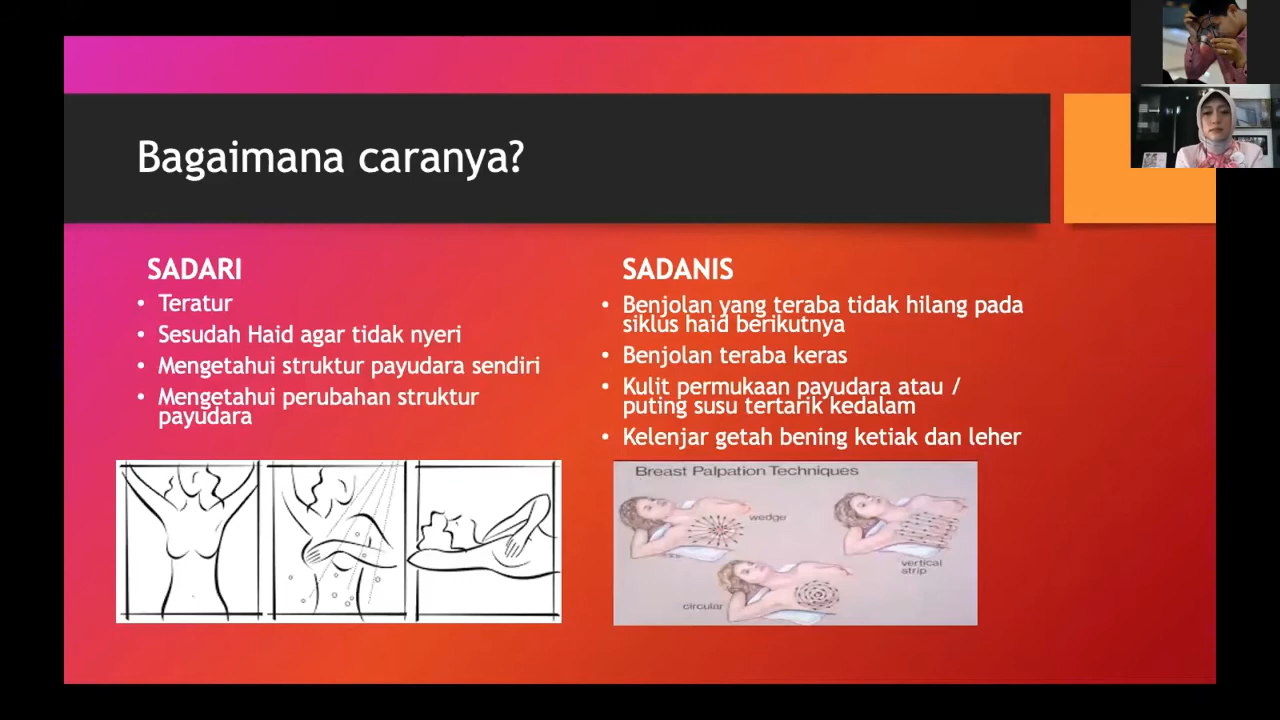 Bagaimana caranya?
SADARI
• Teratur
• Sesudah Haid agar tidak nyeri
• Mengetahui struktur payudara sendiri
• Mengetahui perubahan struktur
payudara
SADANIS
• Benjolan yang teraba tidak hilang pada
siklus haid berikutnya
• Benjolan teraba keras
• Kulit permukaan payudara atau /
puting susu tertarik kedalam
• Kelenjar getah bening ketiak dan leher
Breast Palpation Techniques
wedge
vertical
strip
circular